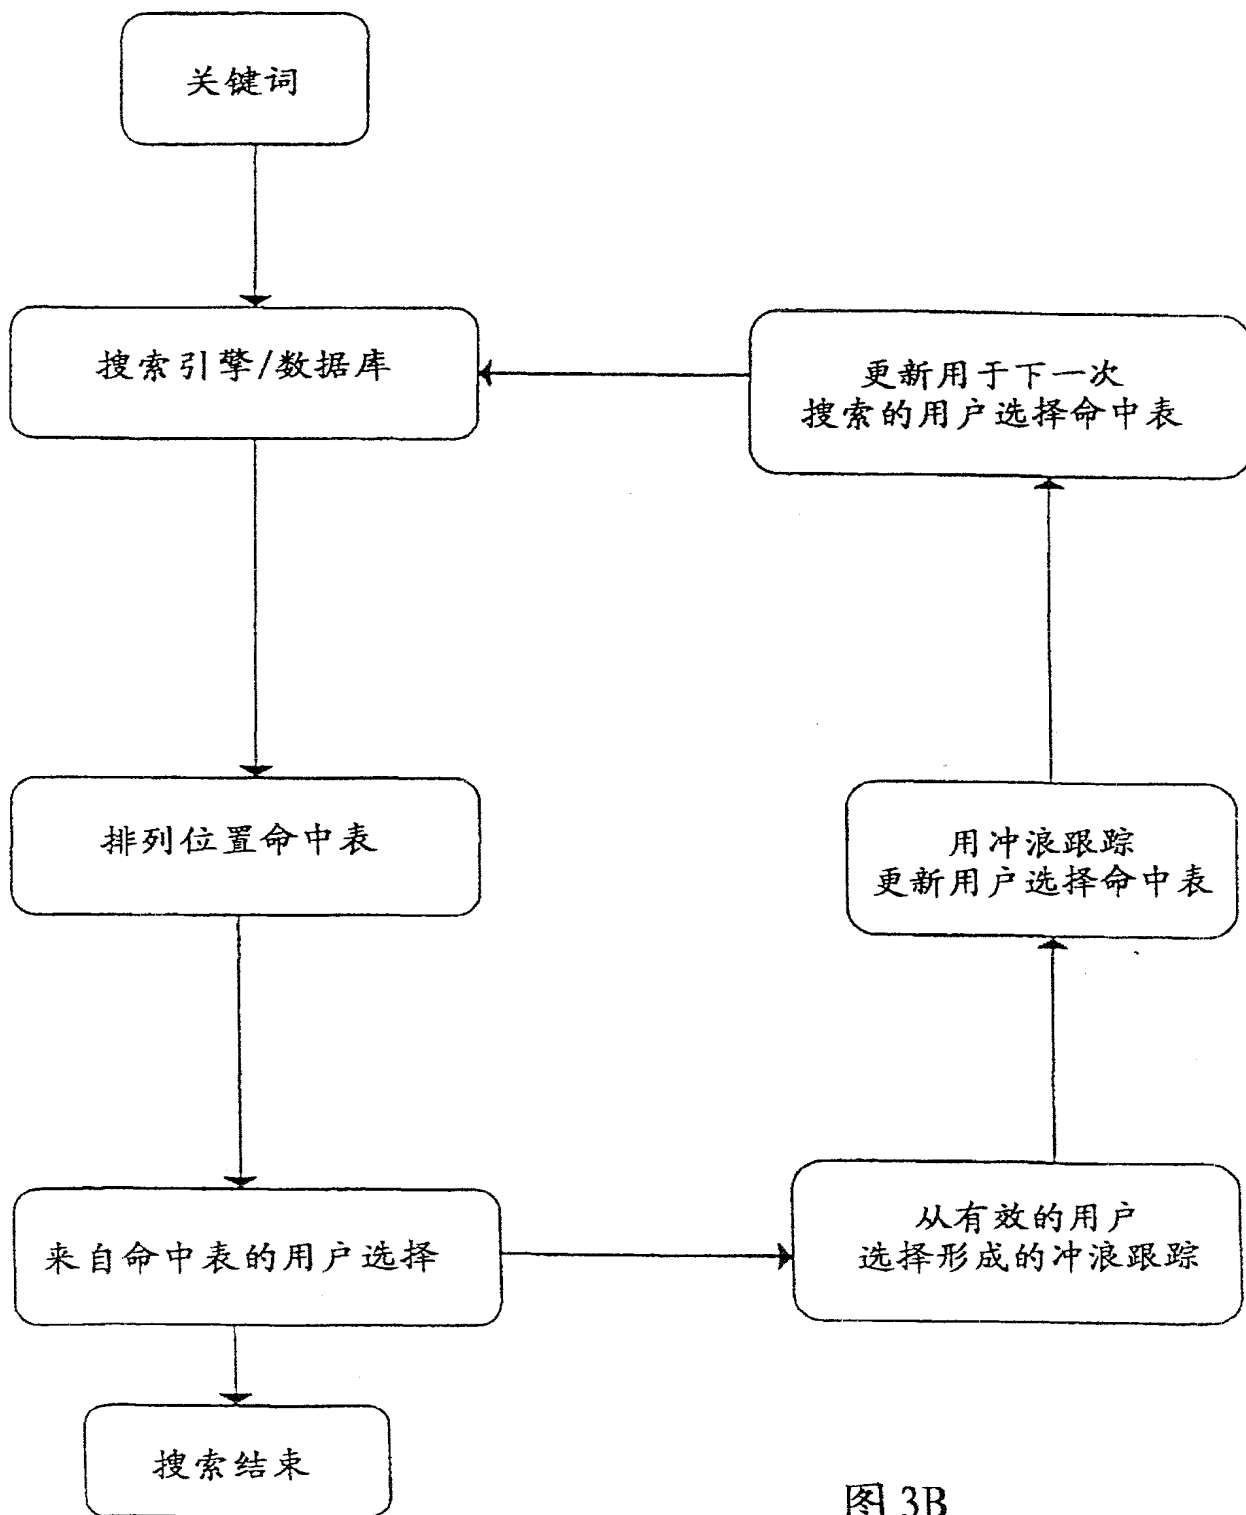 关键词
搜索引擎/数据库
更新用于下一次
搜索的用户选择命中表
排列位置命中表
用冲浪跟踪
更新用户选择命中表
来自命中表的用户选择
从有效的用户
选择形成的冲浪跟踪
搜索结束
图 3B